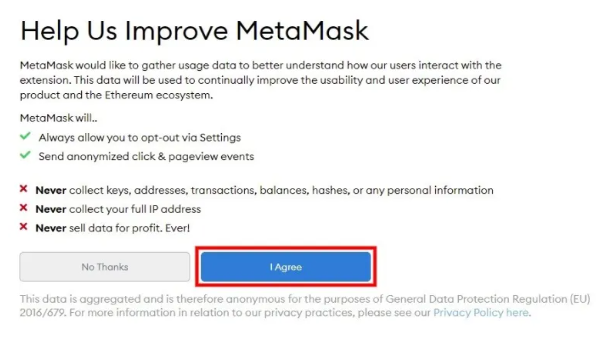 Help Us Improve MetaMask
MetaMask would like to gather usage data to better understand how our users interact with the
extension. This data will be used to continually improve the usability and user experience of our
product and the Ethereum ecosystem.
MetaMask will..
Always allow you to opt-out via Settings
Send anonymized click & pageview events
Never collect keys, addresses, transactions, balances, hashes, or any personal information
Never collect your full IP address
Never sell data for profit. Ever!
No Thanks
I Agree
This data is aggregated and is therefore anonymous for the purposes of General Data Protection Regulation (EU)
2016/679. For more information in relation to our privacy practices, please see our Privacy Policy here.